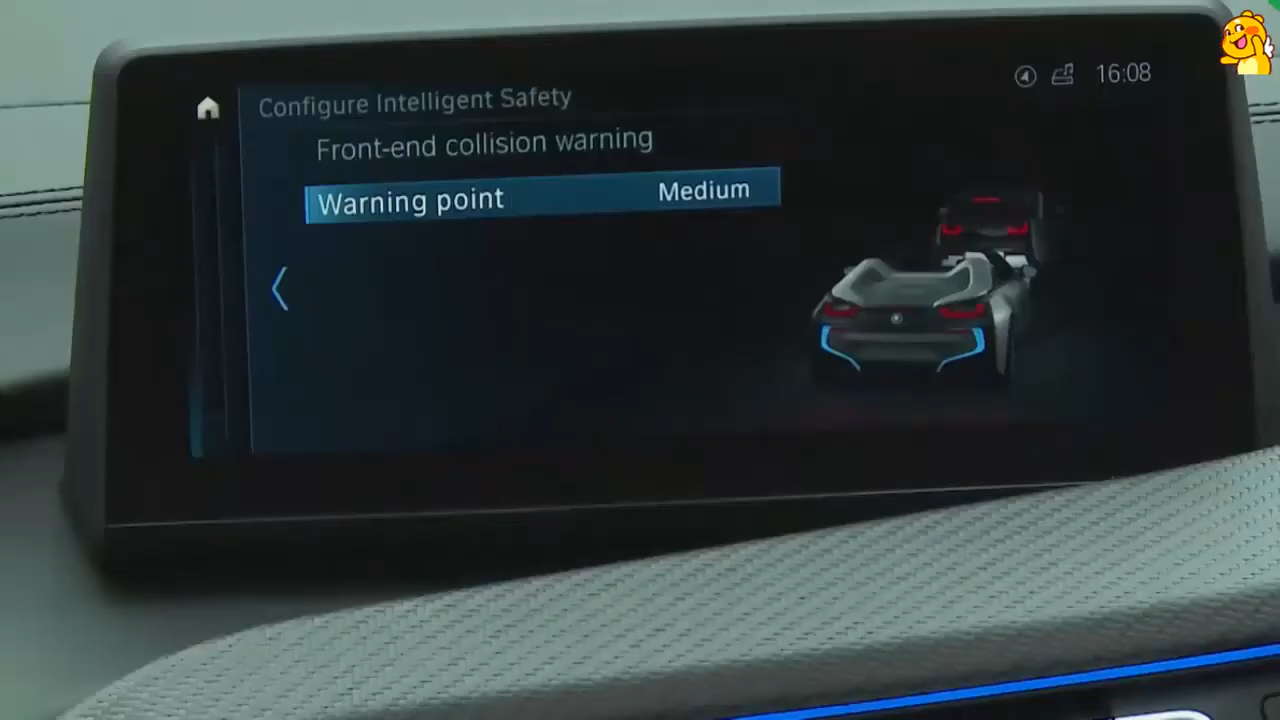 Configure Intelligent Safety
16:08
Front-end collision warning
Warning point Medium